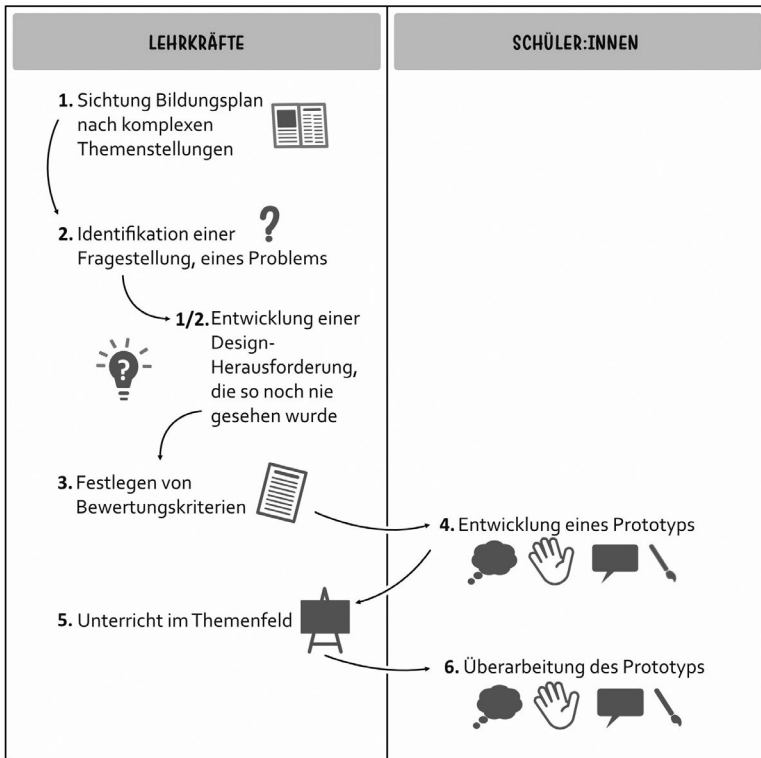 LEHRKRÄFTE
SCHÜLER:INNEN
1. Sichtung Bildungsplan
nach komplexen
Themenstellungen
2. Identifikation einer
Fragestellung, eines Problems
?
1/2. Entwicklung einer
Design-
Herausforderung,
die so noch nie
gesehen wurde
?
3. Festlegen von
Bewertungskriterien
4. Entwicklung eines Prototyps
5. Unterricht im Themenfeld
6. Überarbeitung des Prototyps